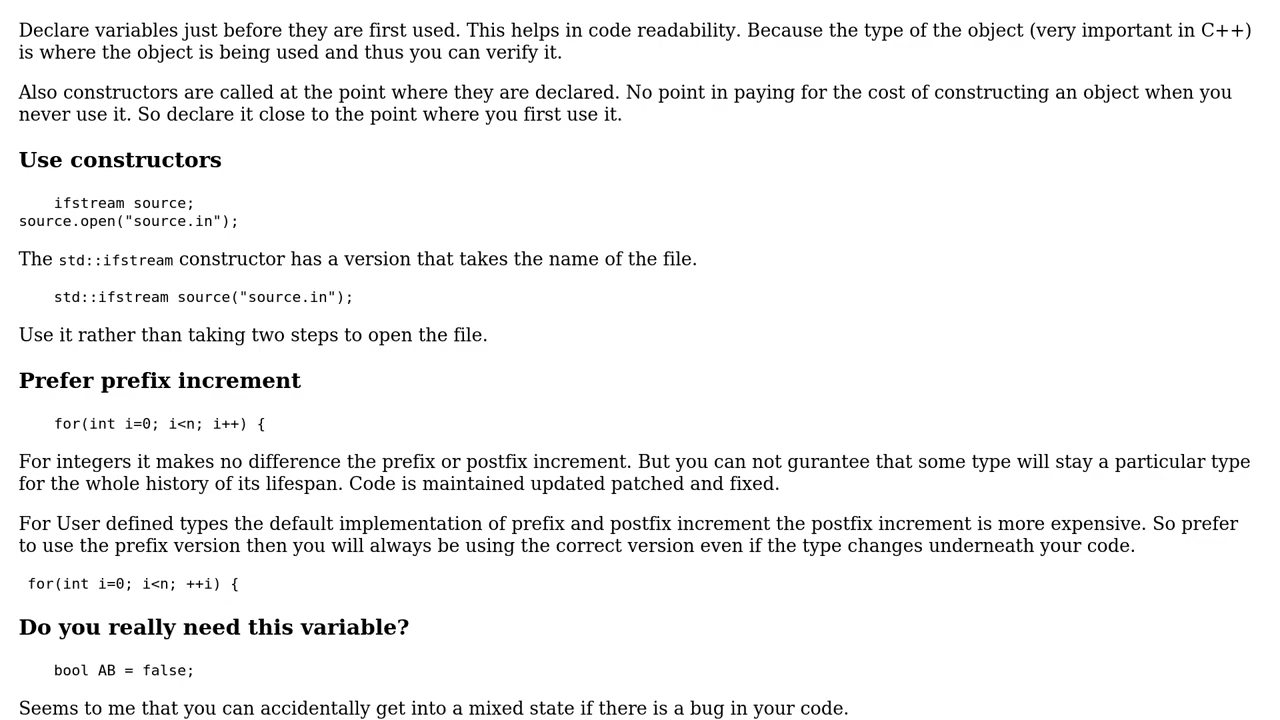 Declare variables just before they are first used. This helps in code readability. Because the type of the object (very important in C++)
is where the object is being used and thus you can verify it.
Also constructors are called at the point where they are declared. No point in paying for the cost of constructing an object when you
never use it. So declare it close to the point where you first use it.
Use constructors
    ifstream source;
source.open("source.in");
The std::ifstream constructor has a version that takes the name of the file.
    std::ifstream source("source.in");
Use it rather than taking two steps to open the file.
Prefer prefix increment
    for(int i=0; i<n; i++) {
For integers it makes no difference the prefix or postfix increment. But you can not gurantee that some type will stay a particular type
for the whole history of its lifespan. Code is maintained updated patched and fixed.
For User defined types the default implementation of prefix and postfix increment the postfix increment is more expensive. So prefer
to use the prefix version then you will always be using the correct version even if the type changes underneath your code.
 for(int i=0; i<n; ++i) {
Do you really need this variable?
    bool AB = false;
Seems to me that you can accidentally get into a mixed state if there is a bug in your code.